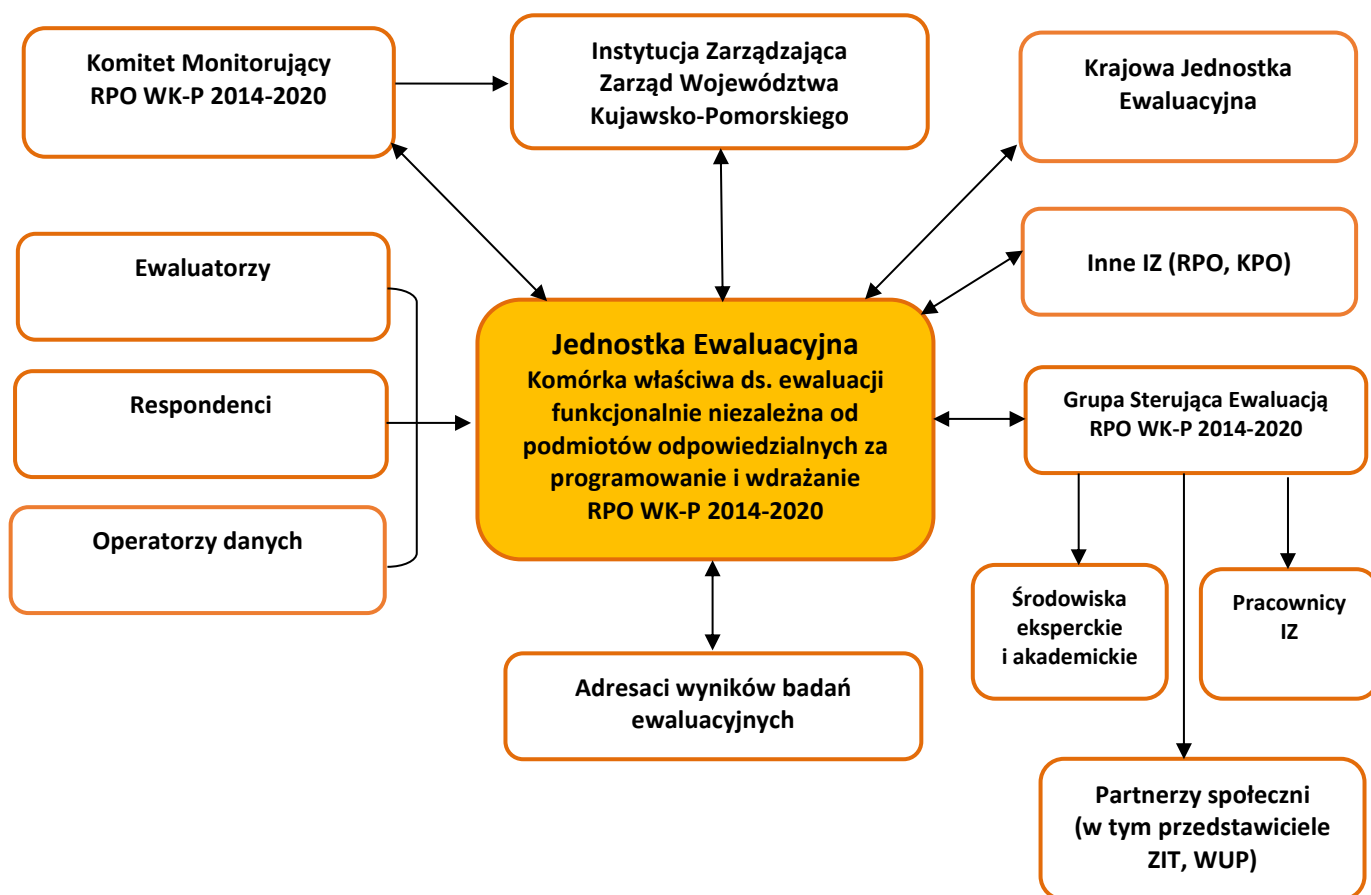 Komitet Monitorujący
RPO WK-P 2014-2020
Instytucja Zarządzająca
Zarząd Województwa
Kujawsko-Pomorskiego
Krajowa Jednostka
Ewaluacyjna
Ewaluatorzy
Inne IZ (RPO, KPO)
Respondenci
Jednostka Ewaluacyjna
Komórka właściwa ds. ewaluacji
funkcjonalnie niezależna od
podmiotów odpowiedzialnych za
programowanie i wdrażanie
RPO WK-P 2014-2020
Grupa Sterująca Ewaluacją
RPO WK-P 2014-2020
Operatorzy danych
Środowiska
eksperckie
i akademickie
Pracownicy
IZ
Adresaci wyników badań
ewaluacyjnych
Partnerzy społeczni
(w tym przedstawiciele
ZIT, WUP)